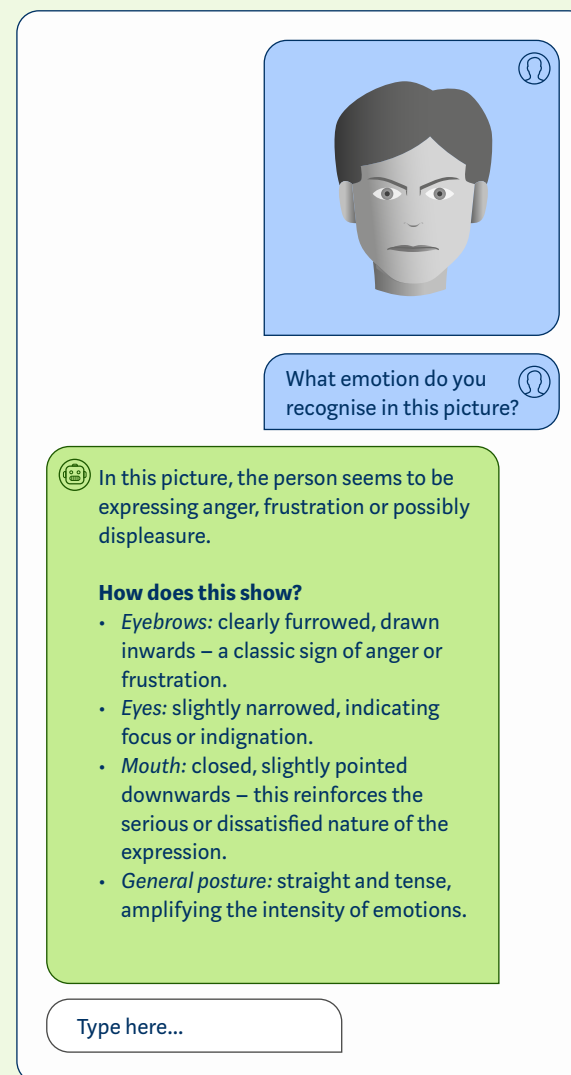 What emotion do you
recognise in this picture?
In this picture, the person seems to be
expressing anger, frustration or possibly
displeasure.
How does this show?
• Eyebrows: clearly furrowed, drawn
inwards – a classic sign of anger or
frustration.
• Eyes: slightly narrowed, indicating
focus or indignation.
• Mouth: closed, slightly pointed
downwards – this reinforces the
serious or dissatisfied nature of the
expression.
• General posture: straight and tense,
amplifying the intensity of emotions.
Type here...